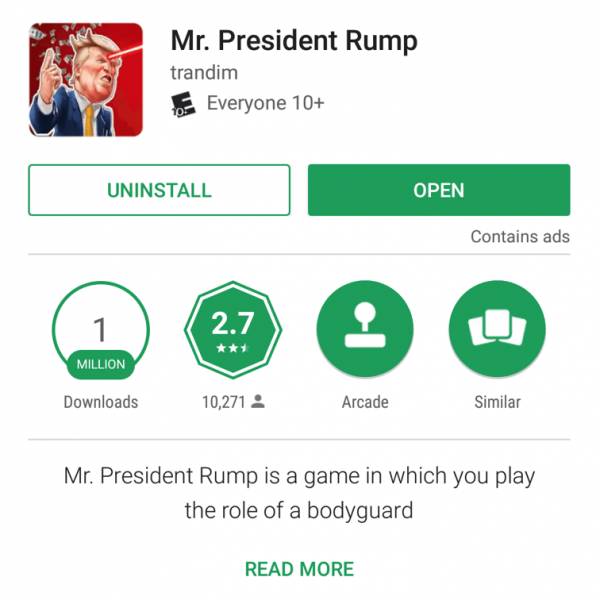 Mr. President Rump
trandim
Everyone 10+
UNINSTALL
OPEN
Contains ads
1
MILLION
Downloads
2.7
10,271
Arcade
Similar
Mr. President Rump is a game in which you play
the role of a bodyguard
READ MORE